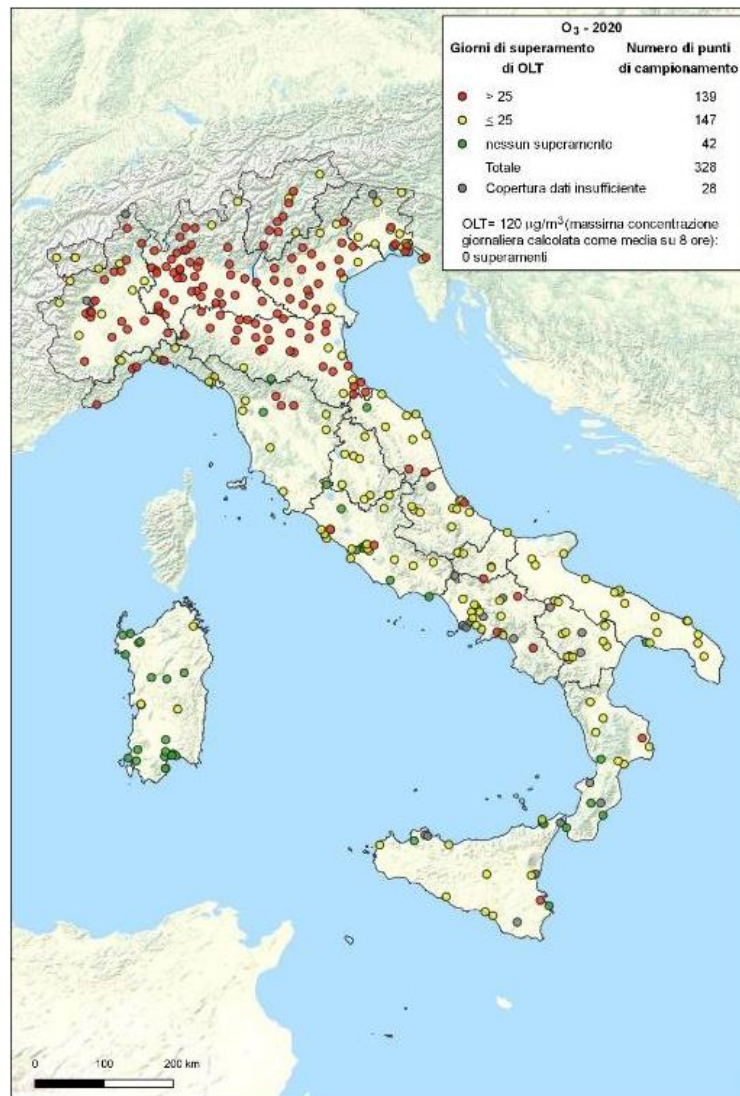 O3 - 2020
Giorni di superamento Numero di punti
di OLT di campionamento
> 25 139
≤ 25 147
nessun superamento 42
Totale 328
Copertura dati insufficiente 28
OLT= 120 µg/m³ (massima concentrazione
giornaliera calcolata come media su 8 ore):
0 superamenti
0 100 200 km